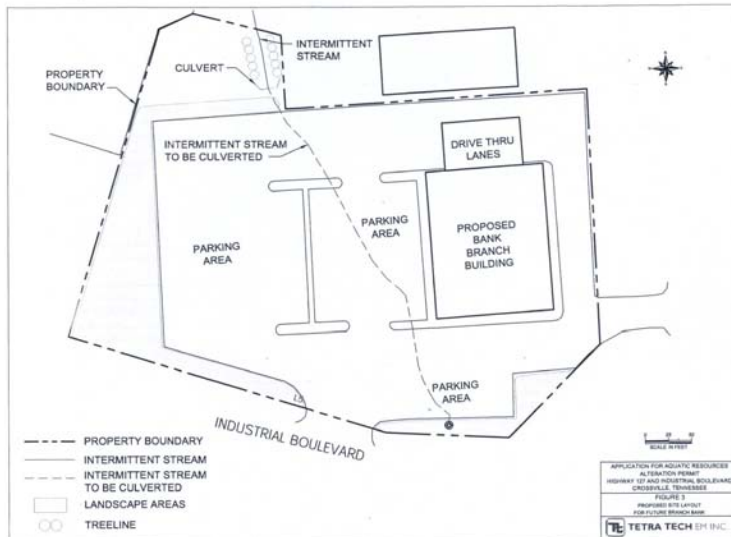 INTERMITTENT
STREAM
CULVERT
PROPERTY
BOUNDARY
INTERMITTENT STREAM
TO BE CULVERTED
DRIVE THRU
LANES
PARKING
AREA
PARKING
AREA
PROPOSED
BANK
BRANCH
BUILDING
PARKING
AREA
INDUSTRIAL BOULEVARD
PROPERTY BOUNDARY
INTERMITTENT STREAM
INTERMITTENT STREAM
TO BE CULVERTED
LANDSCAPE AREAS
TREELINE
SCALE IN FEET
APPLICATION FOR AQUATIC RESOURCES
ALTERATION PERMIT
HIGHWAY 127 AND INDUSTRIAL BOULEVARD
CROSSVILLE, TENNESSEE
FIGURE 3
PROPOSED SITE LAYOUT
FOR FUTURE BRANCH BANK
TETRA TECH EM INC.